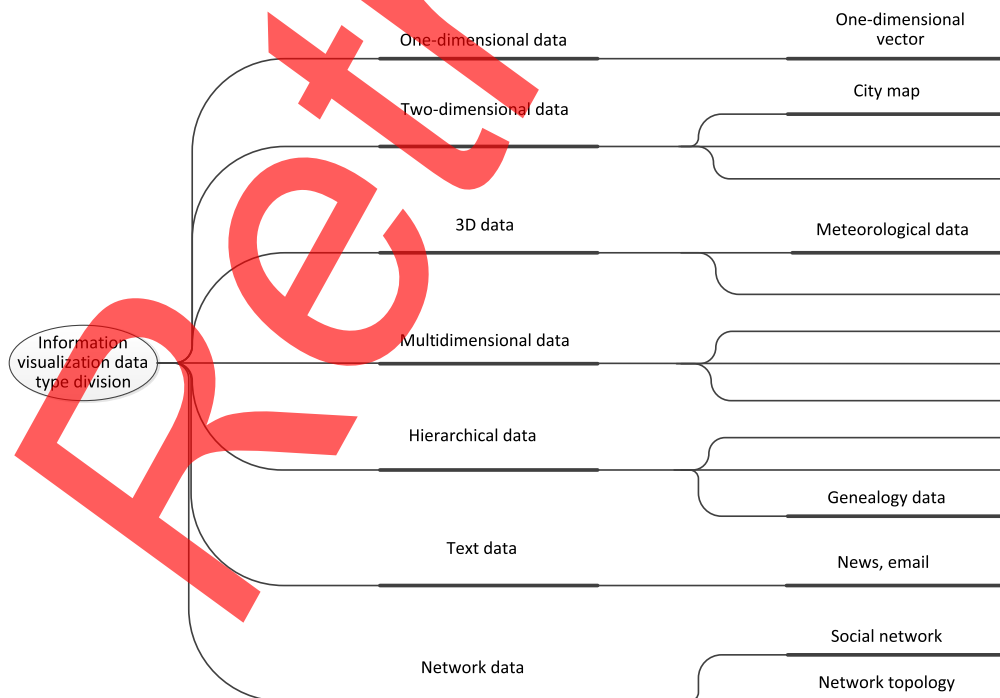 One-dimensional data
One-dimensional
vector
Two-dimensional data
City map
3D data
Meteorological data
Information
visualization data
type division
Multidimensional data
Hierarchical data
Genealogy data
Text data
News, email
Network data
Social network
Network topology
Retr